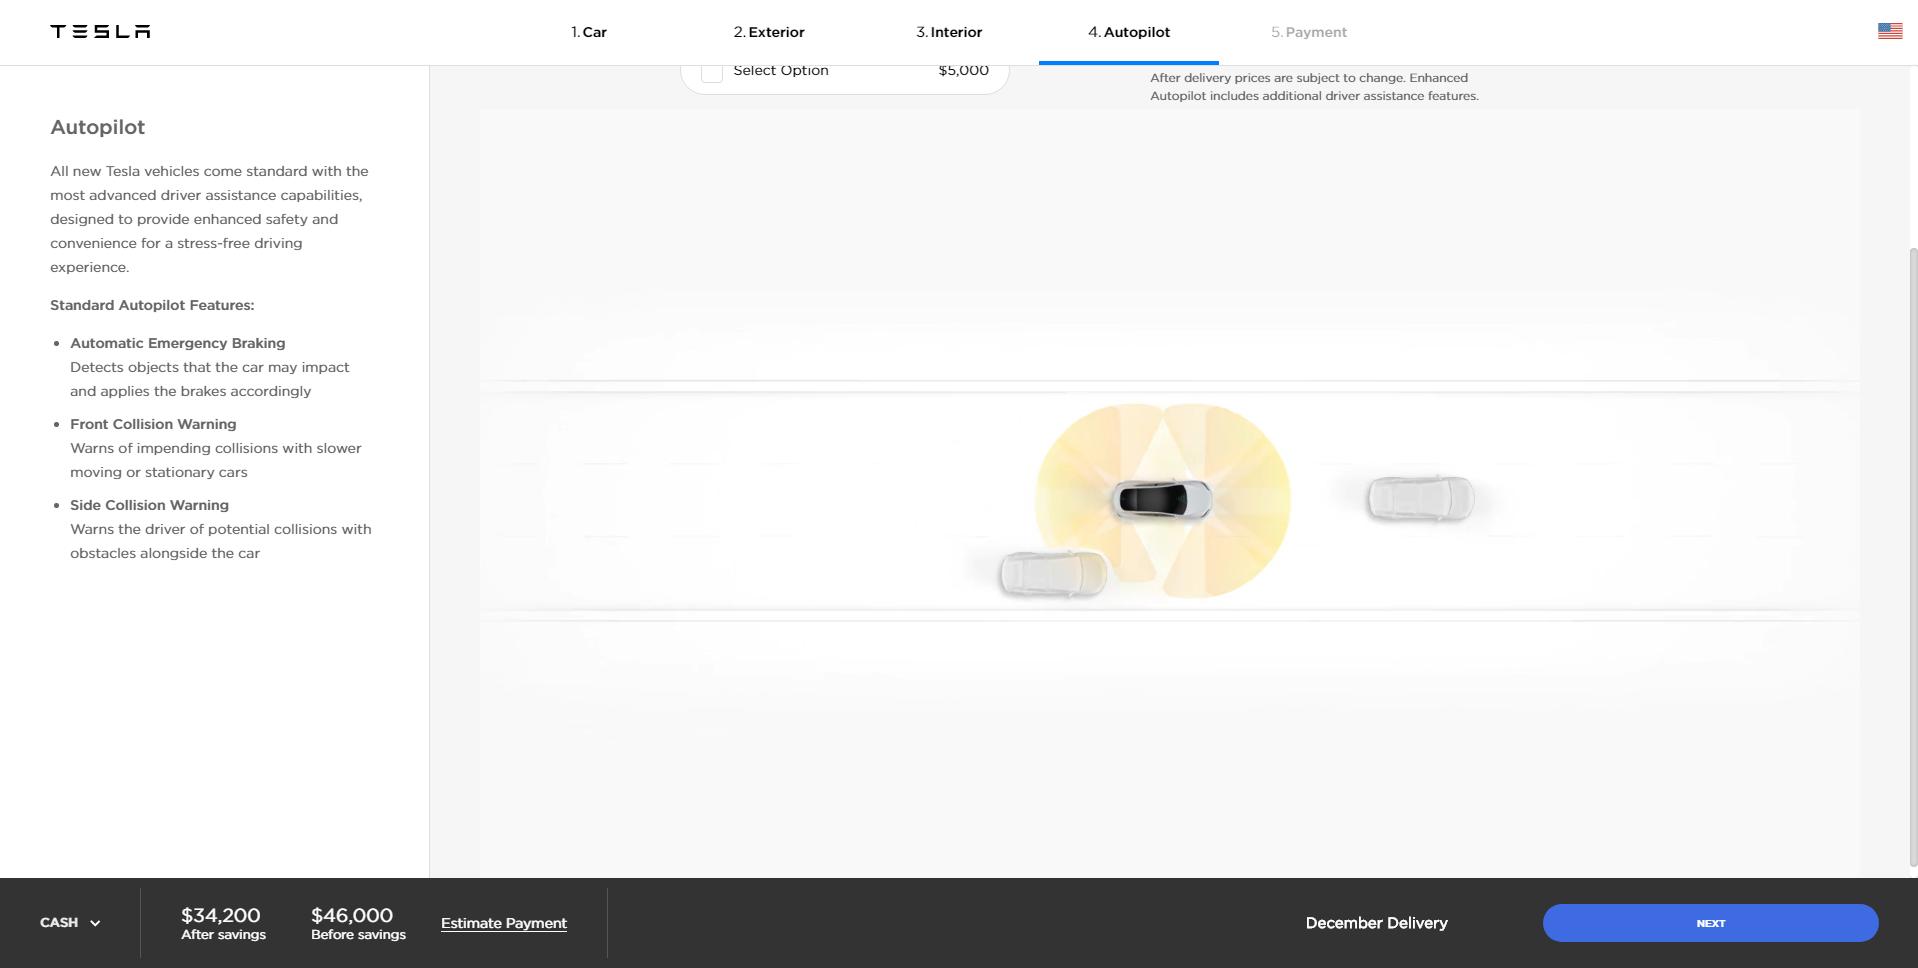 TESLA
1. Car
2. Exterior
3. Interior
4. Autopilot
5. Payment
Select Option
$5,000
After delivery prices are subject to change. Enhanced
Autopilot includes additional driver assistance features.
Autopilot
All new Tesla vehicles come standard with the
most advanced driver assistance capabilities,
designed to provide enhanced safety and
convenience for a stress-free driving
experience.
Standard Autopilot Features:
• Automatic Emergency Braking
Detects objects that the car may impact
and applies the brakes accordingly
• Front Collision Warning
Warns of impending collisions with slower
moving or stationary cars
• Side Collision Warning
Warns the driver of potential collisions with
obstacles alongside the car
CASH
$34,200
After savings
$46,000
Before savings
Estimate Payment
December Delivery
NEXT